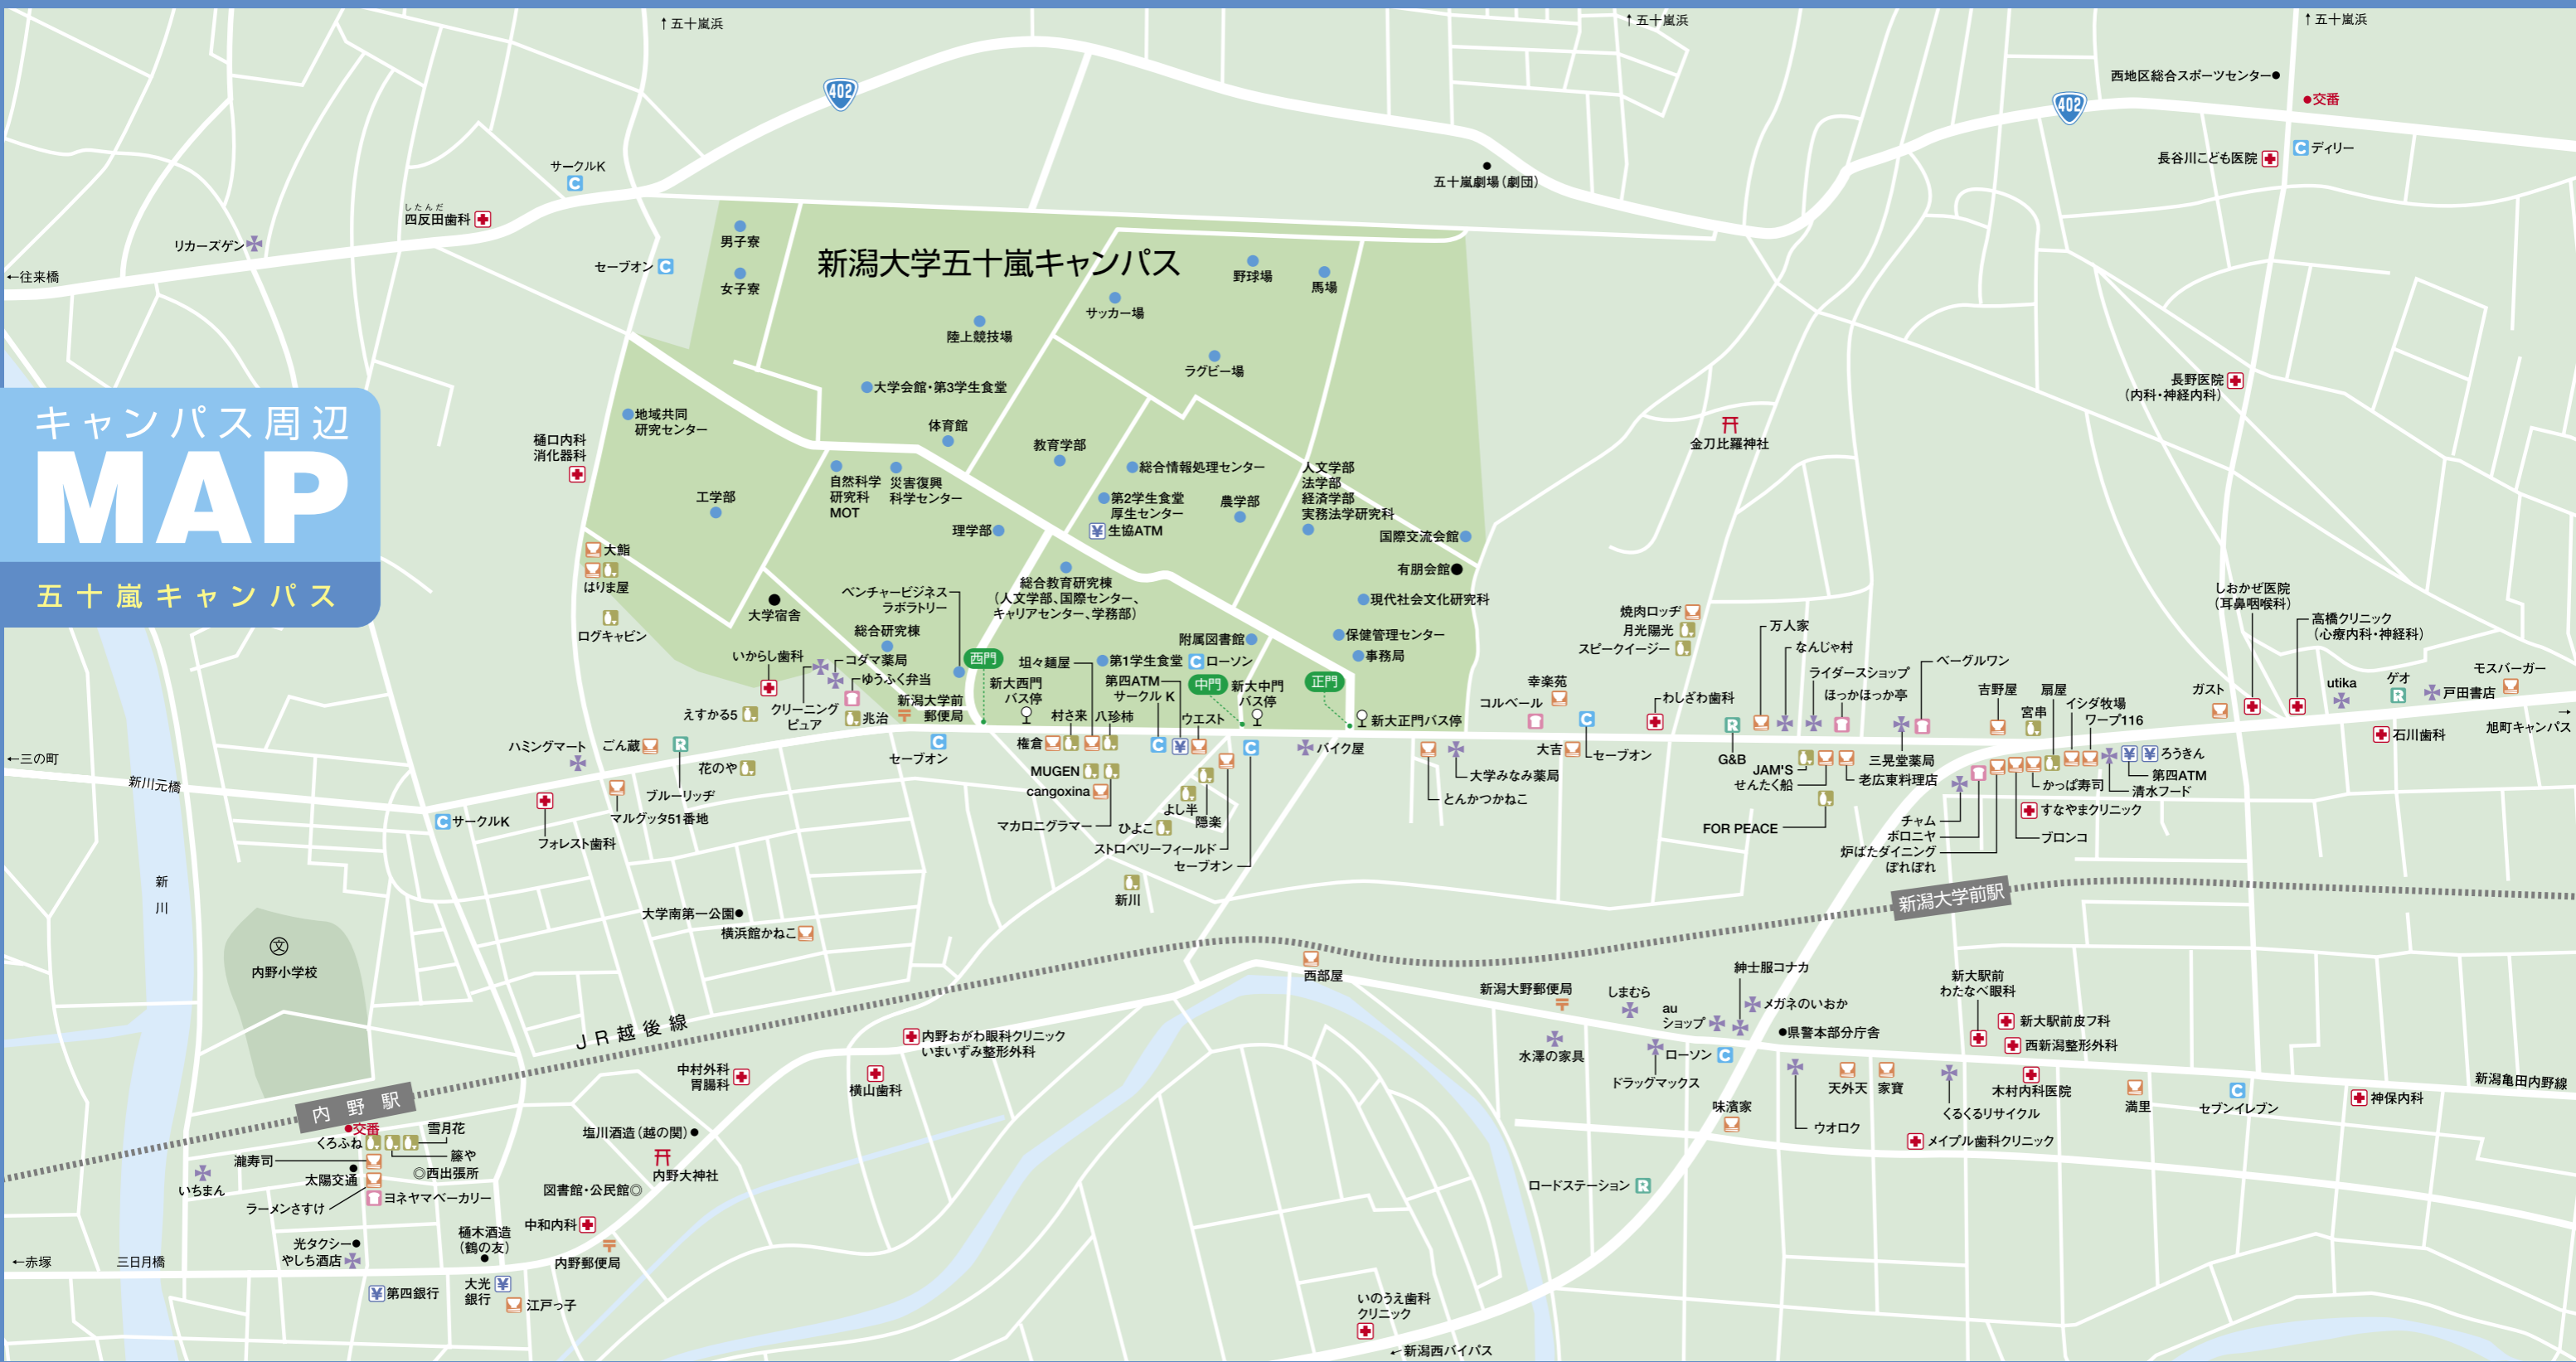 ↑五十嵐浜
↑五十嵐浜
↑五十嵐浜
402
402
西地区総合スポーツセンター
交番
長谷川こども医院
C ディリー
サークルK
C
したんだ
四反田歯科
リカーズゲン
←往来橋
セーブオン C
五十嵐劇場(劇団)
新潟大学五十嵐キャンパス
男子寮
女子寮
野球場
馬場
サッカー場
陸上競技場
ラグビー場
大学会館・第3学生食堂
地域共同
研究センター
体育館
教育学部
樋口内科
消化器科
工学部
自然科学
研究科
MOT
災害復興
科学センター
理学部
総合情報処理センター
第2学生食堂
厚生センター
¥ 生協ATM
農学部
人文学部
法学部
経済学部
実務法学研究科
国際交流会館
有朋会館
現代社会文化研究科
保健管理センター
事務局
総合教育研究棟
(人文学部、国際センター、
キャリアセンター、学務部)
ベンチャービジネス
ラボラトリー
大学宿舎
総合研究棟
附属図書館
第1学生食堂
C ローソン
西門
中門
正門
新大西門
バス停
新大中門
バス停
新大正門バス停
キャンパス周辺
MAP
五十嵐キャンパス
金刀比羅神社
長野医院
(内科・神経内科)
大鮨
はりま屋
ログキャビン
いからし歯科
コダマ薬局
ゆうふく弁当
クリーニング
ピュア
兆治
えすかる5
新潟大学前
郵便局
C
セーブオン
ハミングマート
ごん蔵
R
ブルーリッヂ
花のや
マルグッタ51番地
フォレスト歯科
C サークルK
←三の町
新川元橋
新
川
坦々麺屋
村さ来
八珍柿
権倉
MUGEN
cangoxina
マカロニグラマー
第四ATM
サークル K
C
¥
ウエスト
C
よし半
隠楽
ひよこ
ストロベリーフィールド
セーブオン
新川
バイク屋
大学みなみ薬局
とんかつかねこ
幸楽苑
コルベール
大吉
C
セーブオン
焼肉ロッヂ
月光陽光
スピークイージー
わしざわ歯科
R
G&B
万人家
なんじゃ村
ライダースショップ
ほっかほっか亭
ベーグルワン
三晃堂薬局
老広東料理店
JAM'S
せんたく船
FOR PEACE
吉野屋
宮串
扇屋
イシダ牧場
ワープ116
¥ ¥ ろうきん
第四ATM
清水フード
かっぱ寿司
すなやまクリニック
ブロンコ
チャム
ボロニヤ
炉ばたダイニング
ぽれぽれ
しおかぜ医院
(耳鼻咽喉科)
高橋クリニック
(心療内科・神経科)
ガスト
utika
ゲオ
R
戸田書店
モスバーガー
石川歯科
→
旭町キャンパス
新潟大学前駅
大学南第一公園
横浜館かねこ
文
内野小学校
JR越後線
内野駅
交番
くろふね
雪月花
籐や
瀧寿司
太陽交通
◎西出張所
いちまん
ラーメンさすけ
ヨネヤマベーカリー
光タクシー
やしち酒店
樋木酒造
(鶴の友)
←赤塚
三日月橋
¥ 第四銀行
大光
銀行
¥
江戸っ子
中和内科
内野郵便局
図書館・公民館◎
内野大神社
塩川酒造(越の関)
中村外科
胃腸科
横山歯科
内野おがわ眼科クリニック
いまいずみ整形外科
西部屋
新潟大野郵便局
水澤の家具
しまむら
au
ショップ
ドラッグマックス
ローソン C
紳士服コナカ
メガネのいおか
県警本部分庁舎
味濱家
ウオロク
天外天
家寶
くるくるリサイクル
メイプル歯科クリニック
新大駅前
わたなべ眼科
新大駅前皮フ科
西新潟整形外科
木村内科医院
満里
C
セブンイレブン
神保内科
新潟亀田内野線
ロードステーション R
いのうえ歯科
クリニック
←新潟西バイパス